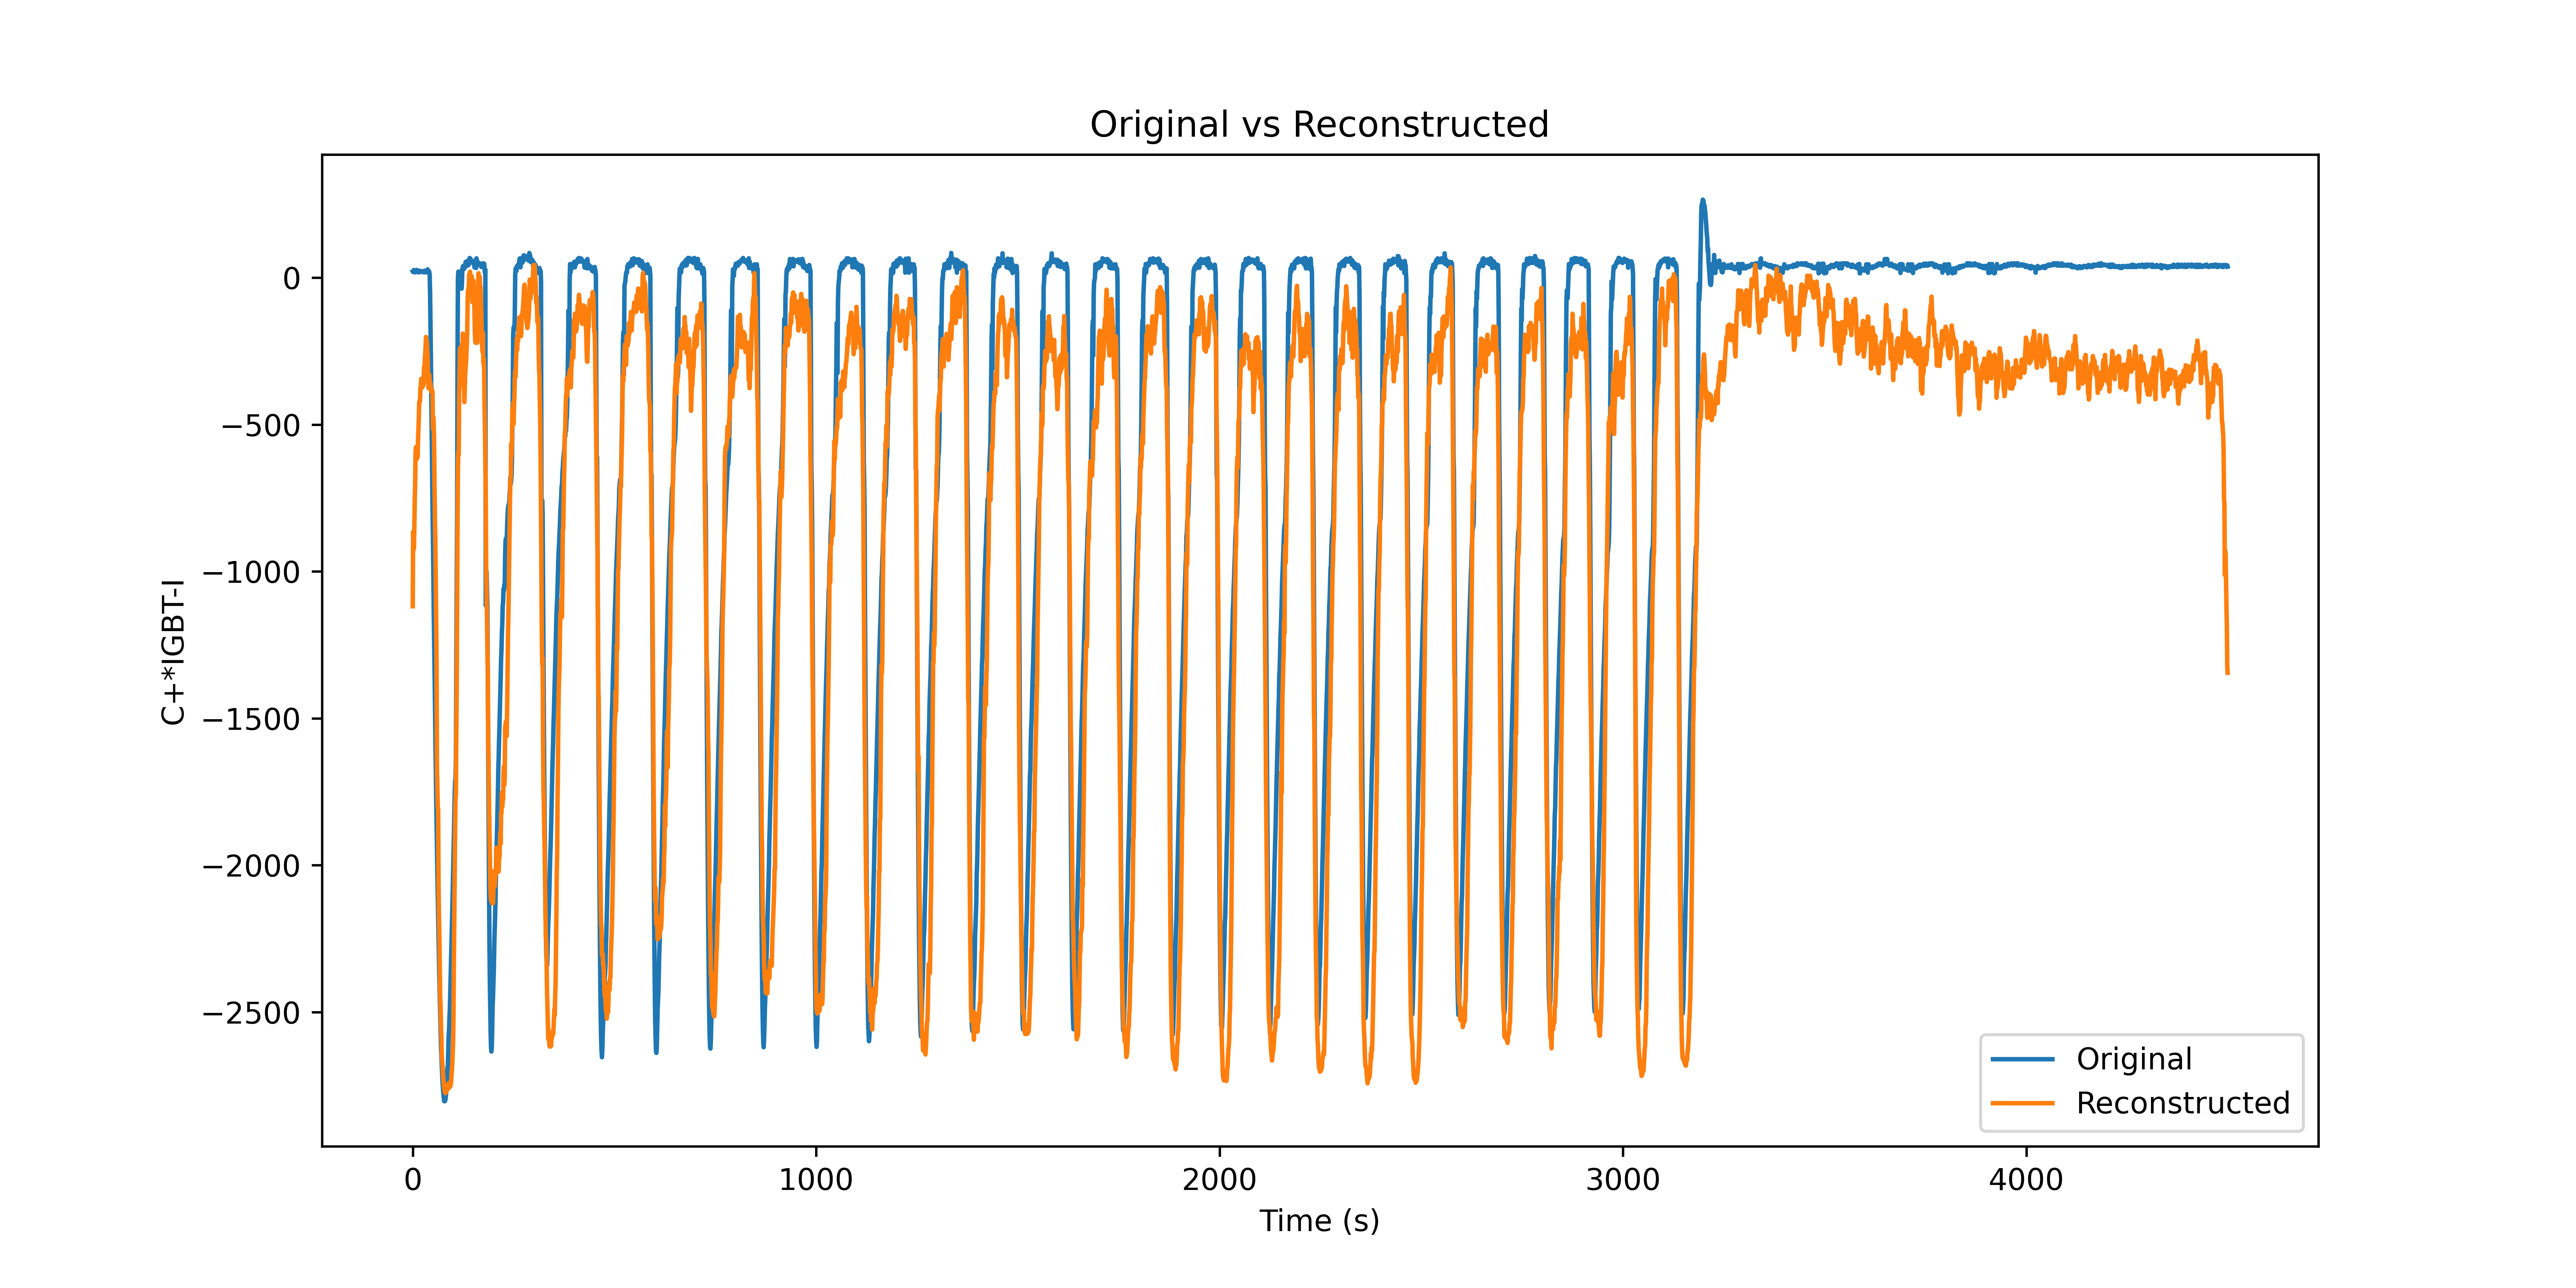 Original vs Reconstructed
C+*IGBT-I
0
−500
−1000
−1500
−2000
−2500
0 1000 2000 3000 4000
Time (s)
Original
Reconstructed